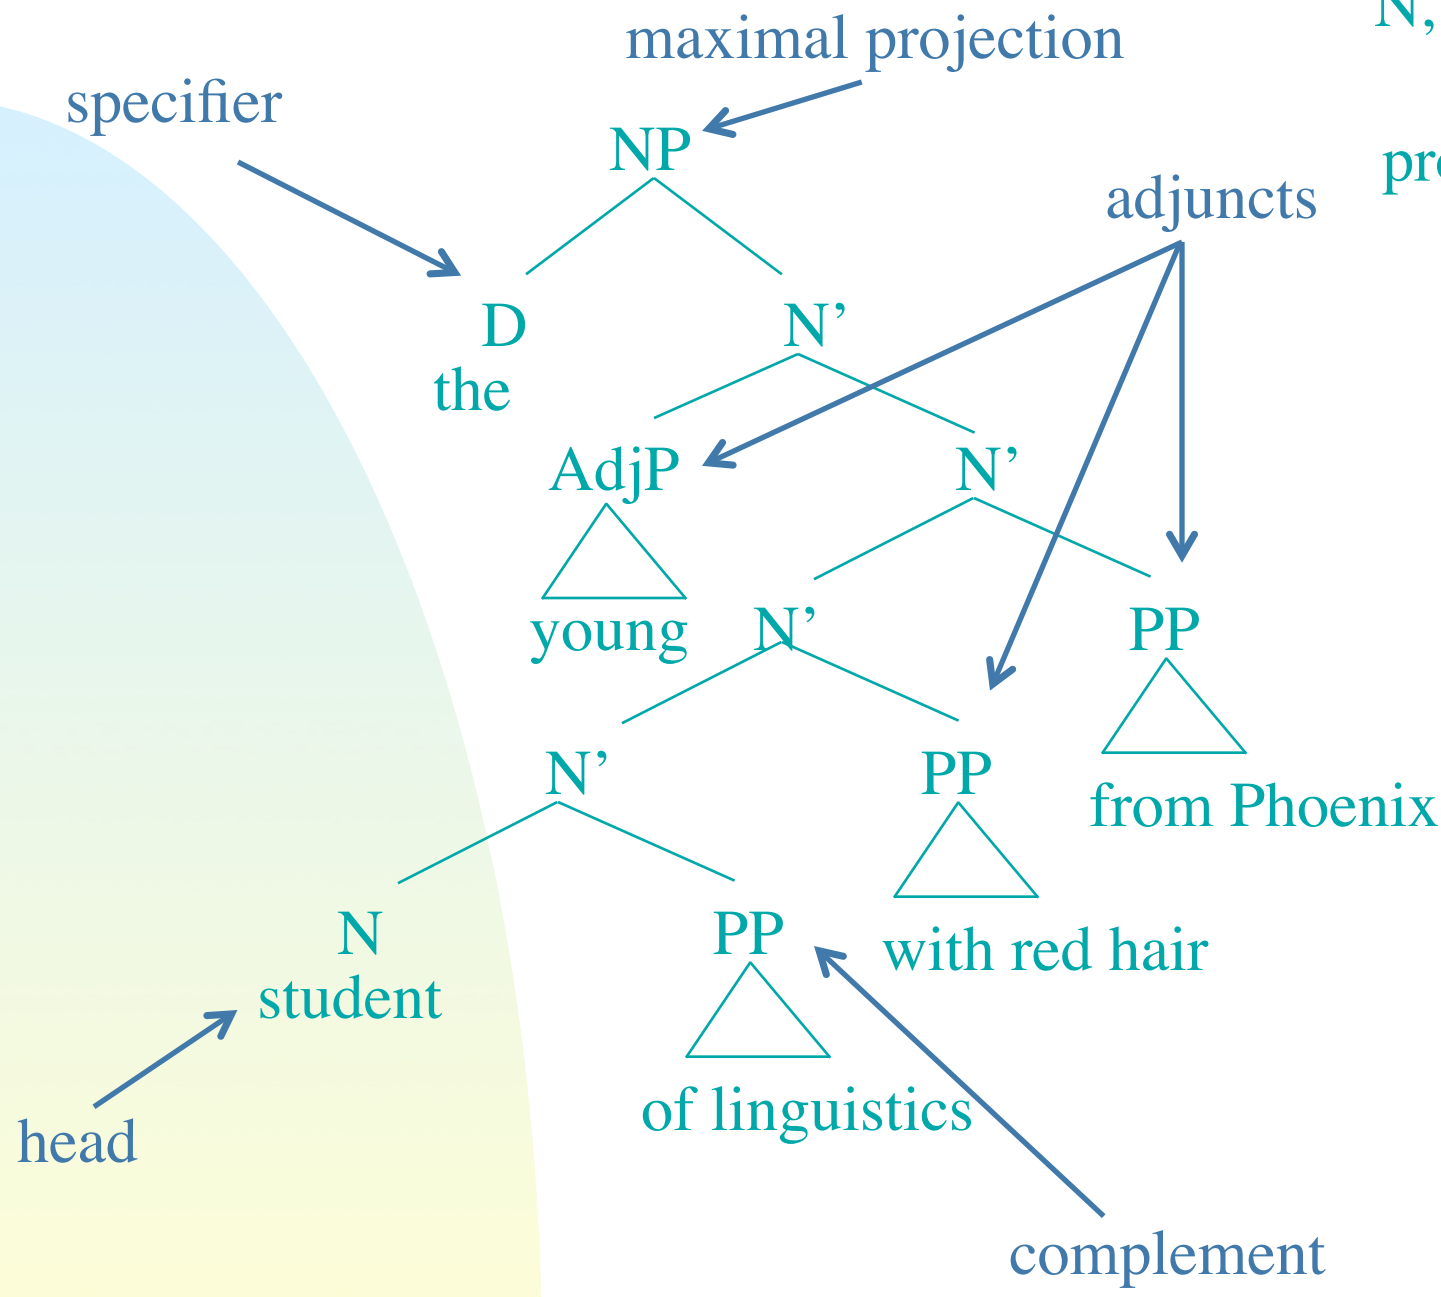 maximal projection
N,
specifier
NP
adjuncts
D
N’
the
AdjP
N’
young
N’
PP
N’
PP
from Phoenix
N
PP
with red hair
student
of linguistics
head
complement